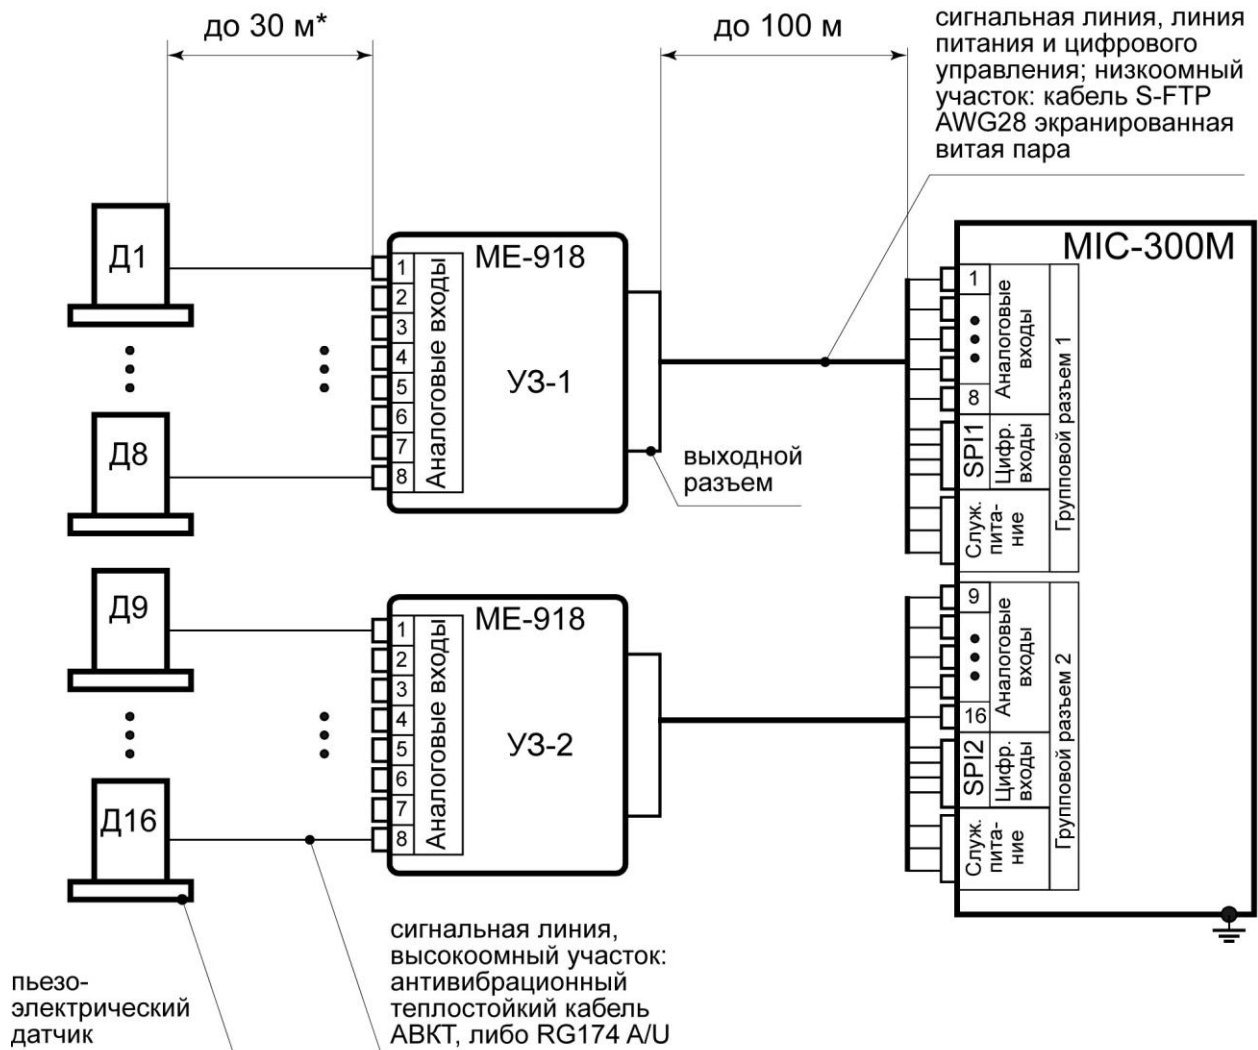 до 30 м*
до 100 м
сигнальная линия, линия
питания и цифрового
управления; низкоомный
участок: кабель S-FTP
AWG28 экранированная
витая пара
Д1
Д8
ME-918
УЗ-1
1
2
3
4
5
6
7
8
Аналоговые входы
выходной
разъем
MIC-300M
1
8
Аналоговые
входы
SPI1
Цифр.
входы
Служ.
пита-
ние
Групповой разъем 1
Д9
Д16
ME-918
УЗ-2
1
2
3
4
5
6
7
8
Аналоговые входы
9
16
Аналоговые
входы
SPI2
Цифр.
входы
Служ.
пита-
ние
Групповой разъем 2
пьезо-
электрический
датчик
сигнальная линия,
высокоомный участок:
антивибрационный
теплостойкий кабель
АВКТ, либо RG174 A/U